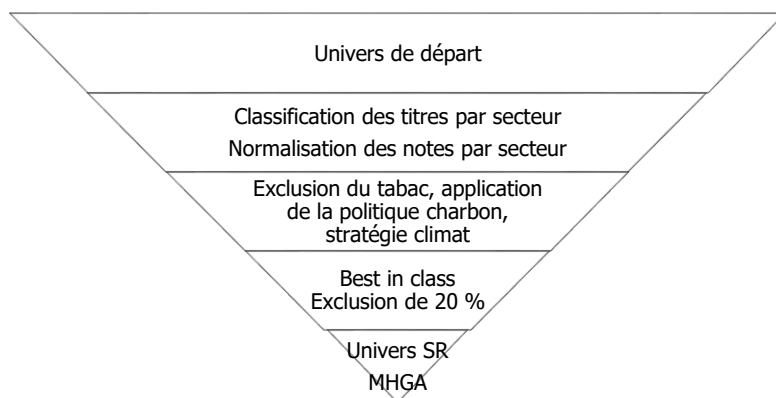 Univers de départ
Classification des titres par secteur
Normalisation des notes par secteur
Exclusion du tabac, application
de la politique charbon,
stratégie climat
Best in class
Exclusion de 20 %
Univers SR
MHGA